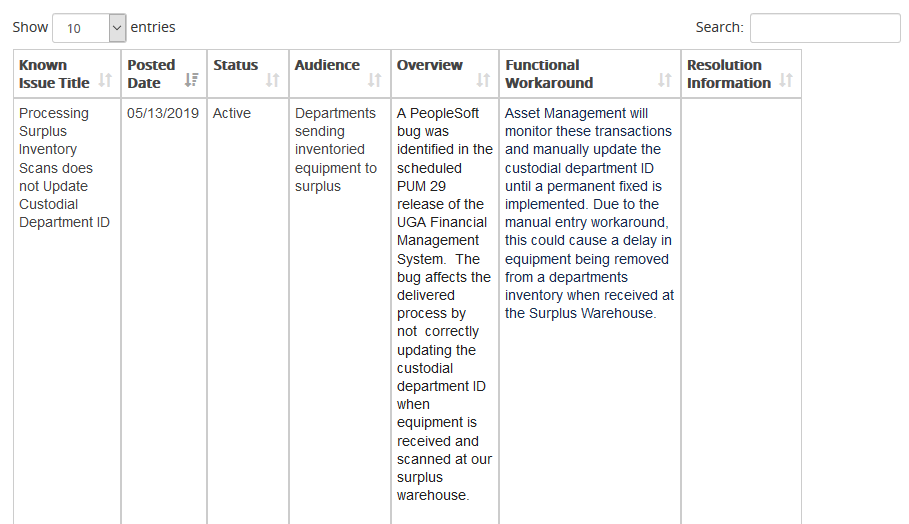 Show 10 entries
Search:
Known
Issue Title
Posted
Date
Status
Audience
Overview
Functional
Workaround
Resolution
Information
Processing
Surplus
Inventory
Scans does
not Update
Custodial
Department ID
05/13/2019
Active
Departments
sending
inventoried
equipment to
surplus
A PeopleSoft
bug was
identified in the
scheduled
PUM 29
release of the
UGA Financial
Management
System.  The
bug affects the
delivered
process by
not  correctly
updating the
custodial
department ID
when
equipment is
received and
scanned at our
surplus
warehouse.
Asset Management will
monitor these transactions
and manually update the
custodial department ID
until a permanent fixed is
implemented. Due to the
manual entry workaround,
this could cause a delay in
equipment being removed
from a departments
inventory when received at
the Surplus Warehouse.